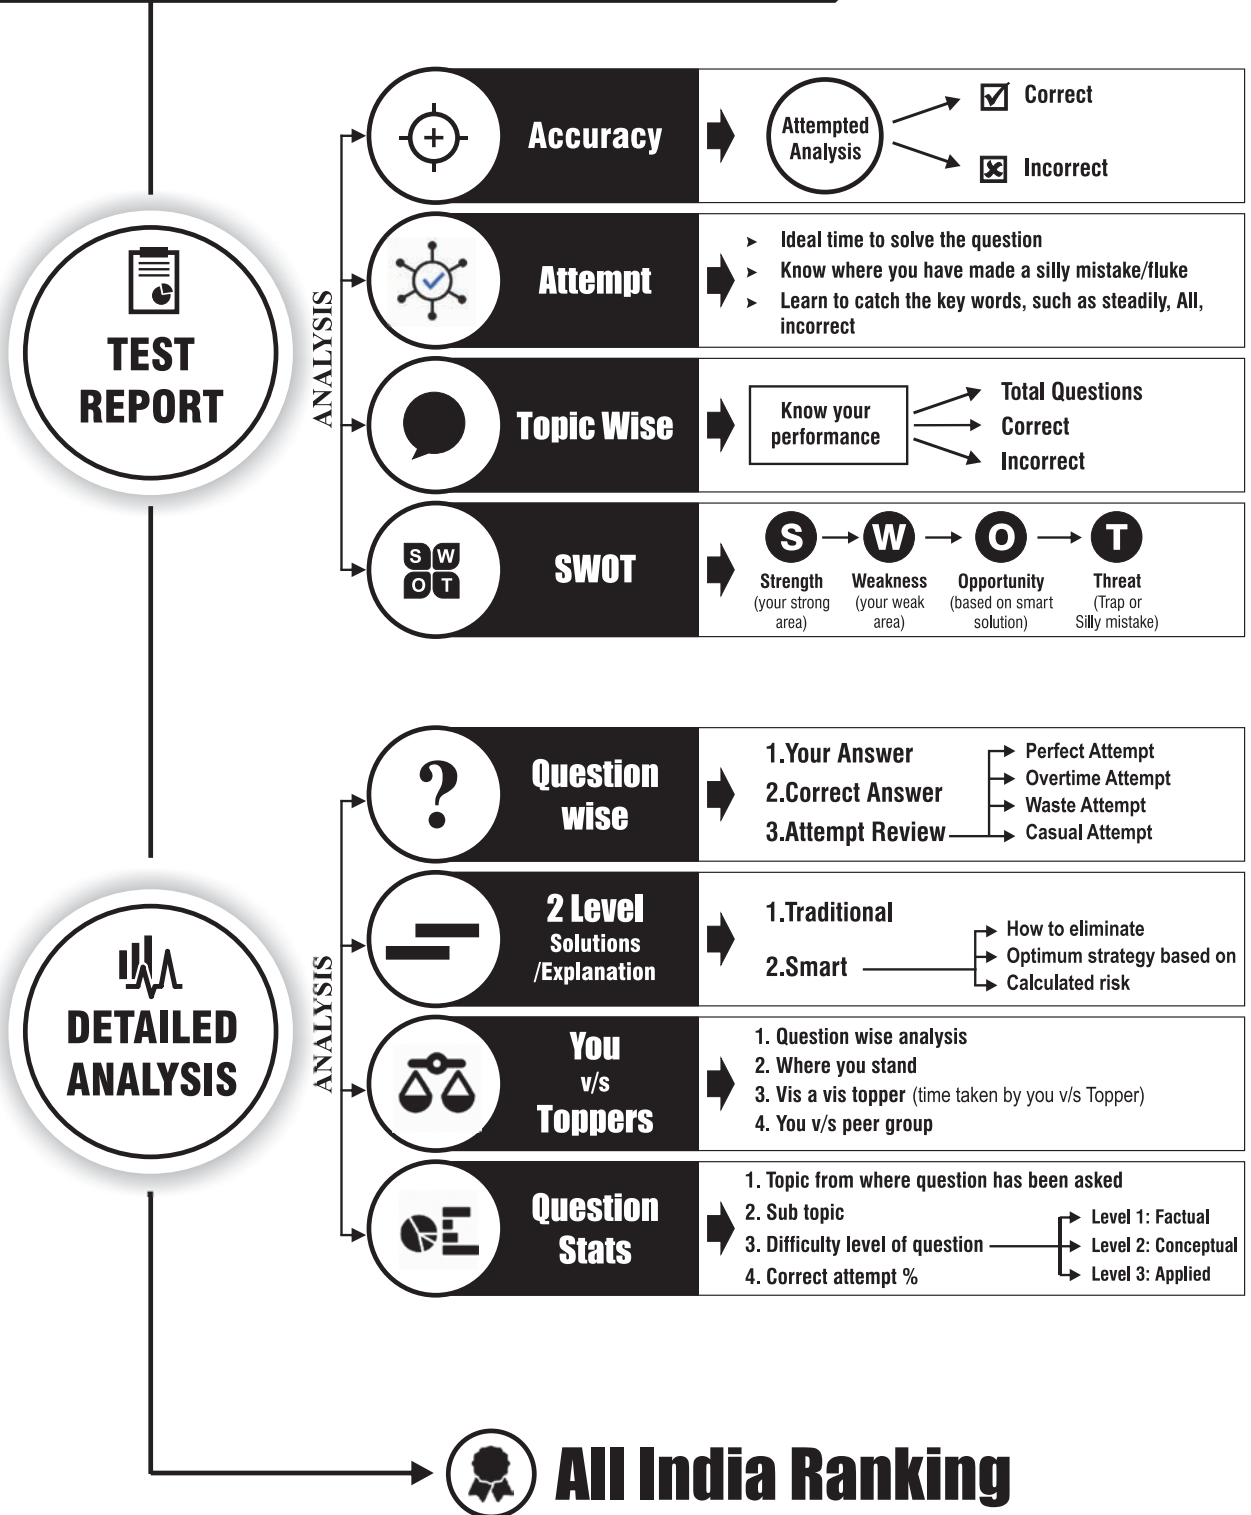 TEST
REPORT
ANALYSIS
Accuracy
Attempted
Analysis
Correct
Incorrect
Attempt
➤ Ideal time to solve the question
➤ Know where you have made a silly mistake/fluke
➤ Learn to catch the key words, such as steadily, All,
incorrect
Topic Wise
Know your
performance
Total Questions
Correct
Incorrect
S W
O T
SWOT
S W O T
Strength Weakness Opportunity Threat
(your strong (your weak (based on smart (Trap or
area) area) solution) Silly mistake)
DETAILED
ANALYSIS
ANALYSIS
?
Question
wise
1.Your Answer
2.Correct Answer
3.Attempt Review
Perfect Attempt
Overtime Attempt
Waste Attempt
Casual Attempt
2 Level
Solutions
/Explanation
1.Traditional
2.Smart
How to eliminate
Optimum strategy based on
Calculated risk
You
v/s
Toppers
1. Question wise analysis
2. Where you stand
3. Vis a vis topper (time taken by you v/s Topper)
4. You v/s peer group
Question
Stats
1. Topic from where question has been asked
2. Sub topic
3. Difficulty level of question
4. Correct attempt %
Level 1: Factual
Level 2: Conceptual
Level 3: Applied
All India Ranking